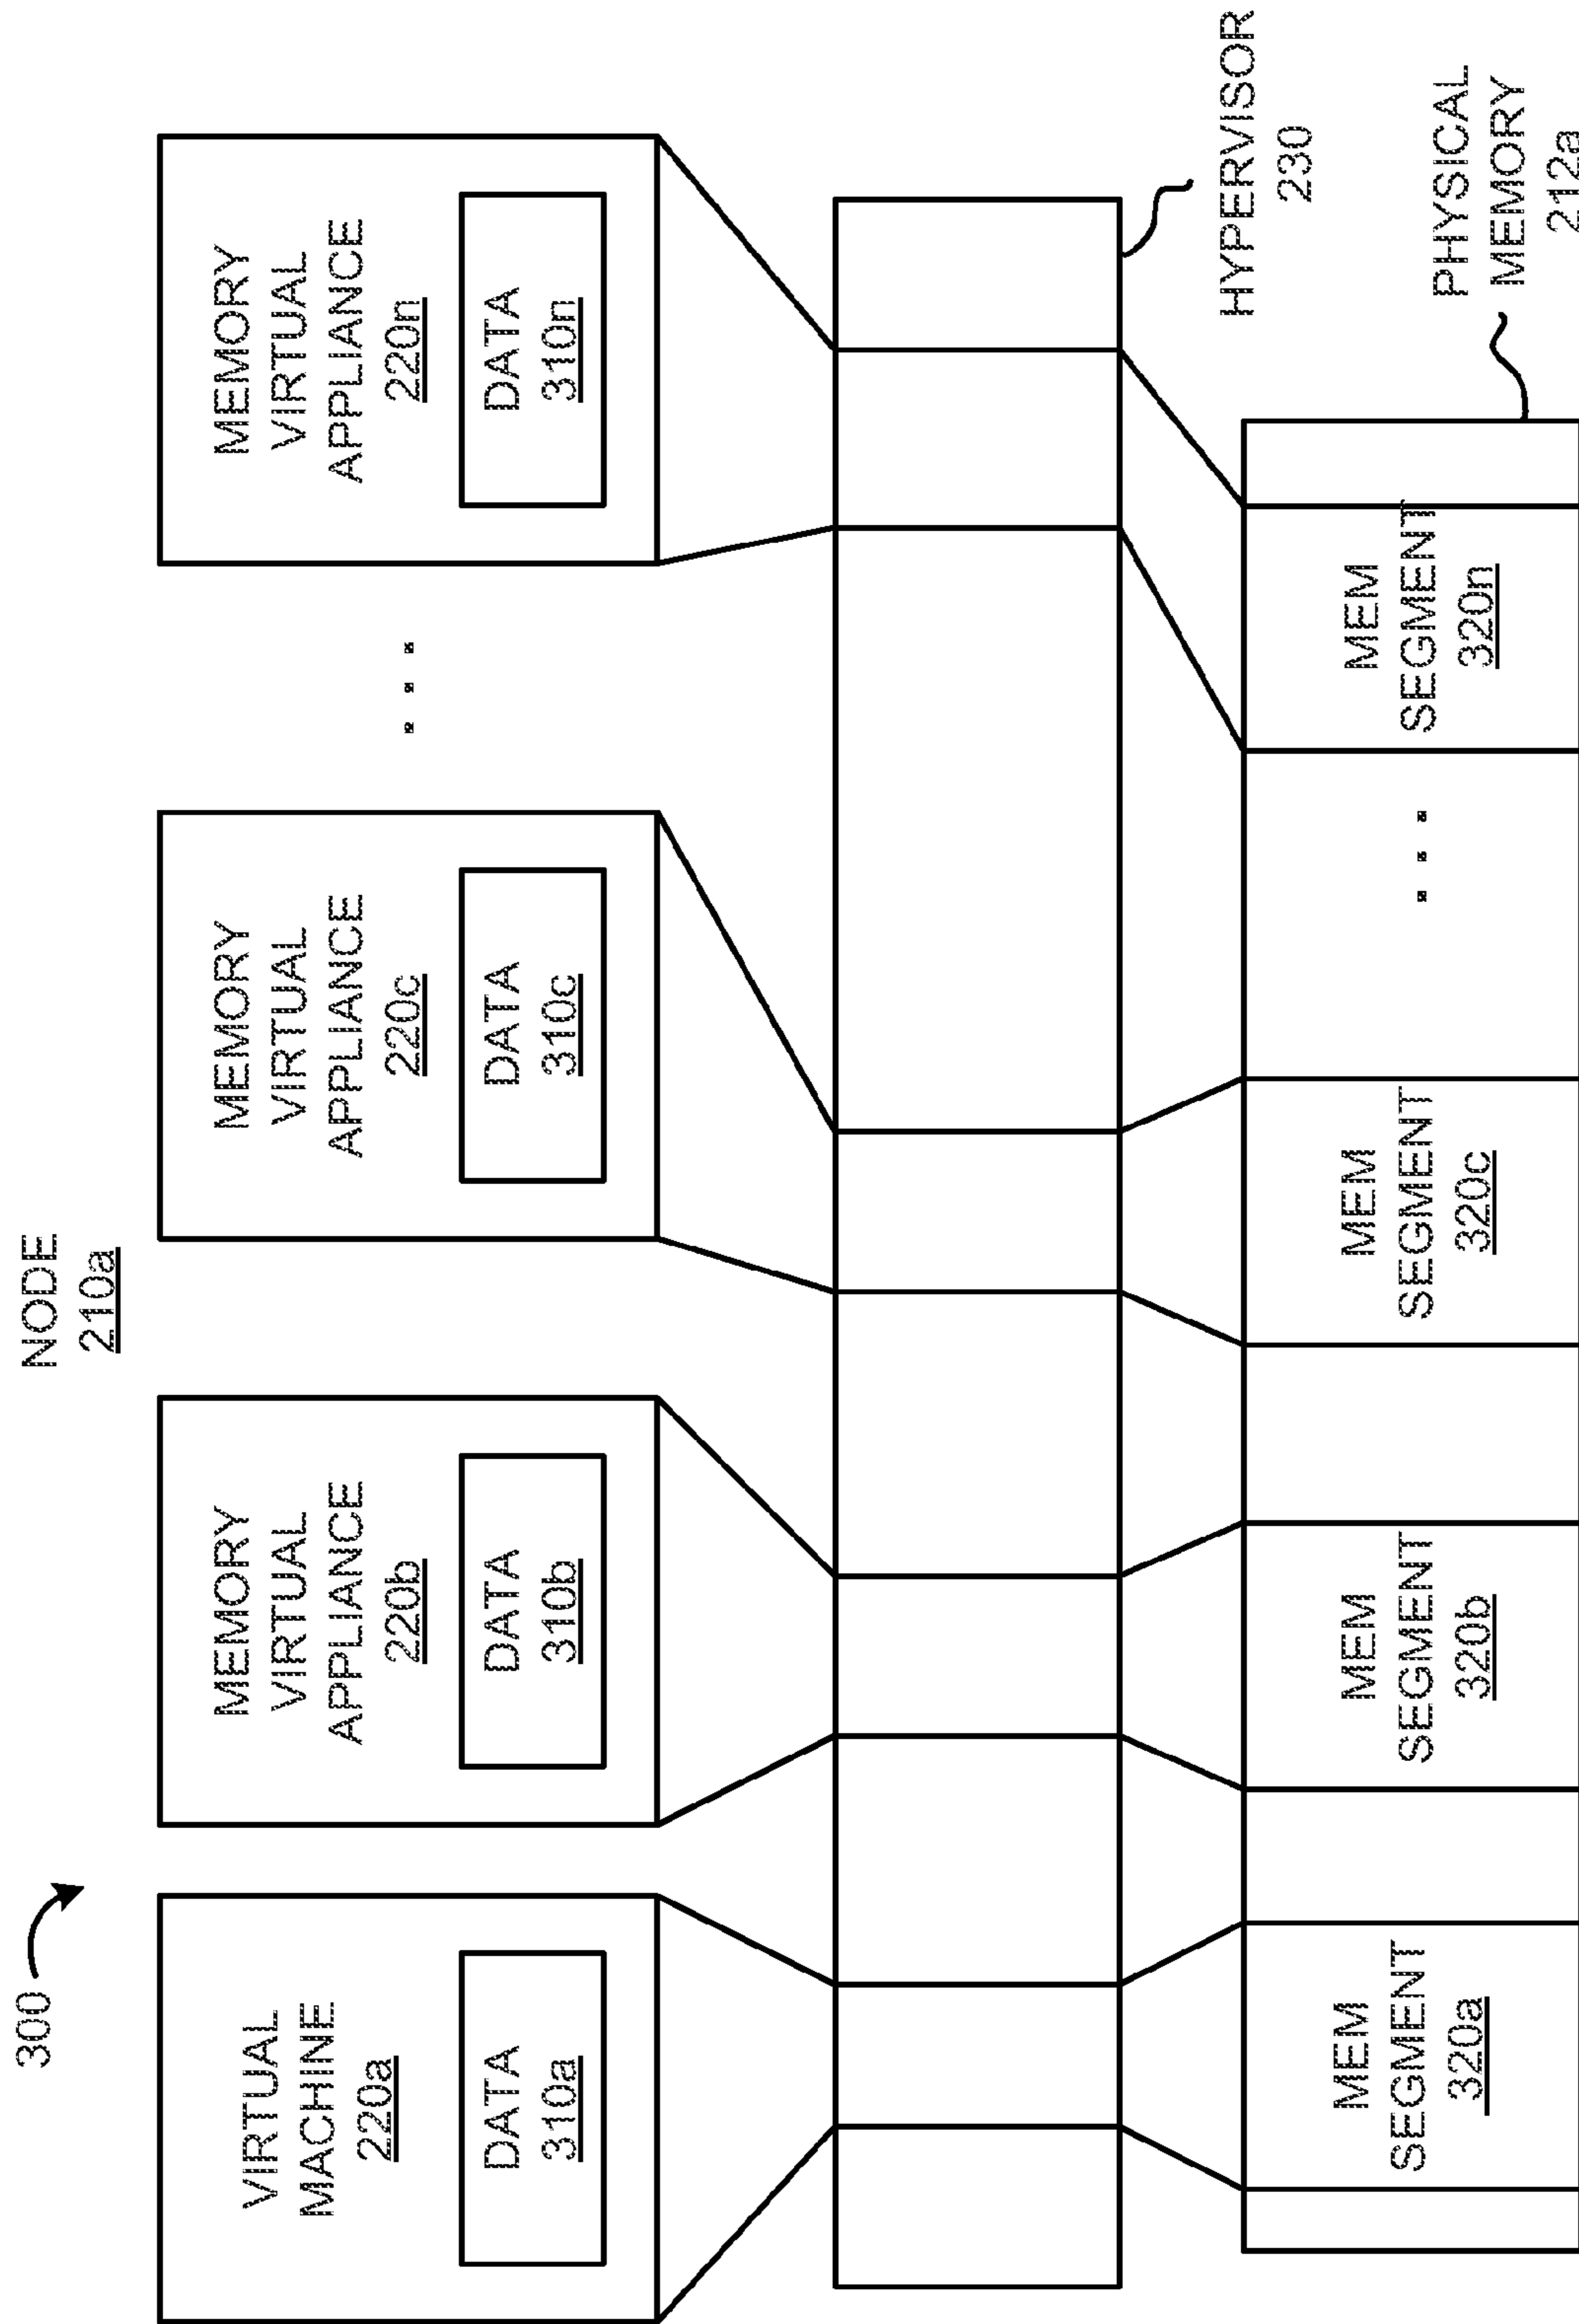 300
NODE
210a
VIRTUAL
MACHINE
220a
DATA
310a
MEMORY
VIRTUAL
APPLIANCE
220b
DATA
310b
MEMORY
VIRTUAL
APPLIANCE
220c
DATA
310c
...
MEMORY
VIRTUAL
APPLIANCE
220n
DATA
310n
HYPERVISOR
230
MEM
SEGMENT
320a
MEM
SEGMENT
320b
MEM
SEGMENT
320c
...
MEM
SEGMENT
320n
PHYSICAL
MEMORY
212a